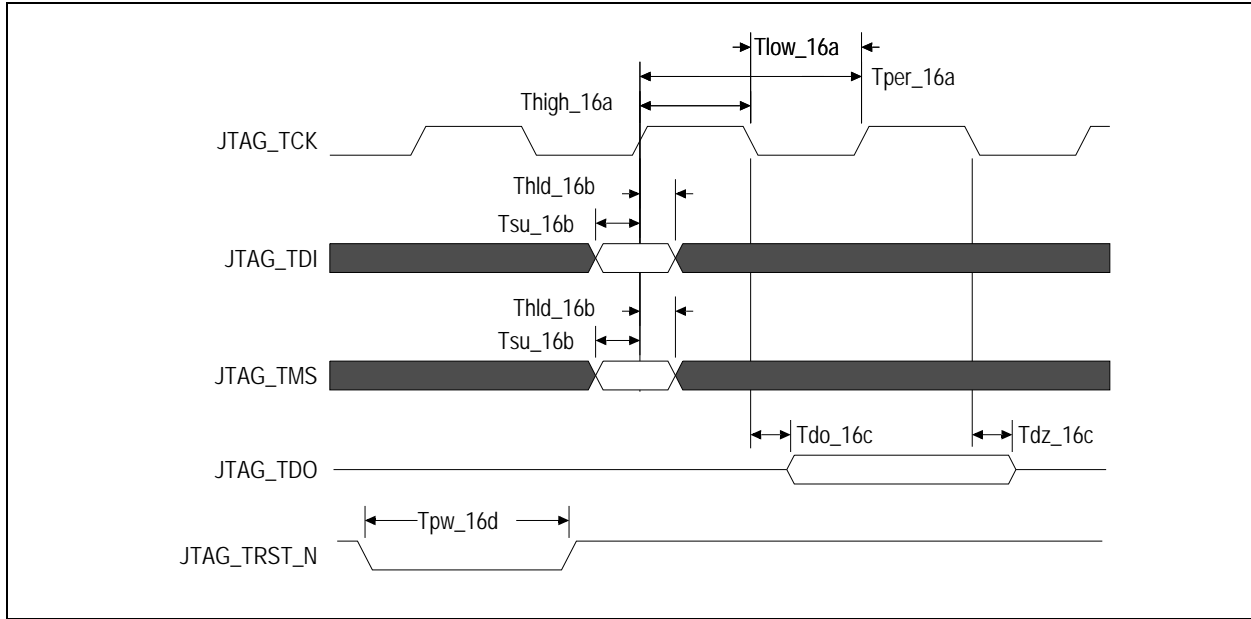 Tlow_16a
Tper_16a
Thigh_16a
JTAG_TCK
Thld_16b
Tsu_16b
JTAG_TDI
Thld_16b
Tsu_16b
JTAG_TMS
Tdo_16c
Tdz_16c
JTAG_TDO
Tpw_16d
JTAG_TRST_N